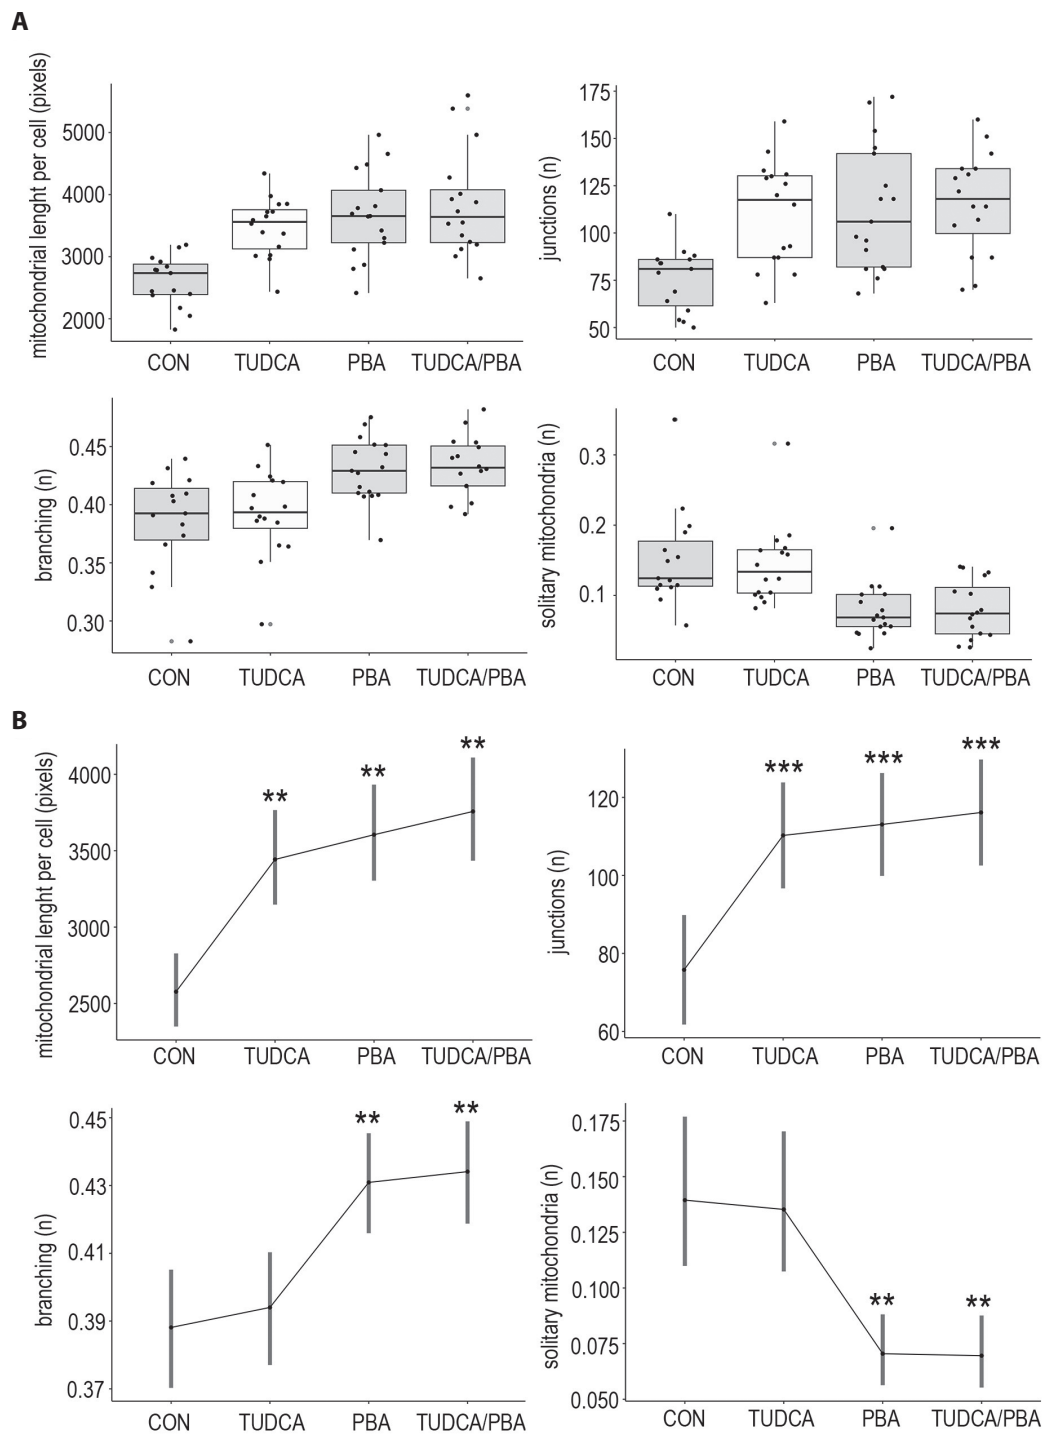 A
mitochondrial lenght per cell (pixels)
5000
4000
3000
2000
CON TUDCA PBA TUDCA/PBA
junctions (n)
175
150
125
100
75
50
CON TUDCA PBA TUDCA/PBA
branching (n)
0.45
0.40
0.35
0.30
CON TUDCA PBA TUDCA/PBA
solitary mitochondria (n)
0.3
0.2
0.1
CON TUDCA PBA TUDCA/PBA
B
mitochondrial lenght per cell (pixels)
4000
3500
3000
2500
** ** **
CON TUDCA PBA TUDCA/PBA
junctions (n)
120
100
80
60
*** *** ***
CON TUDCA PBA TUDCA/PBA
branching (n)
0.45
0.43
0.41
0.39
0.37
** **
CON TUDCA PBA TUDCA/PBA
solitary mitochondria (n)
0.175
0.150
0.125
0.100
0.075
0.050
** **
CON TUDCA PBA TUDCA/PBA